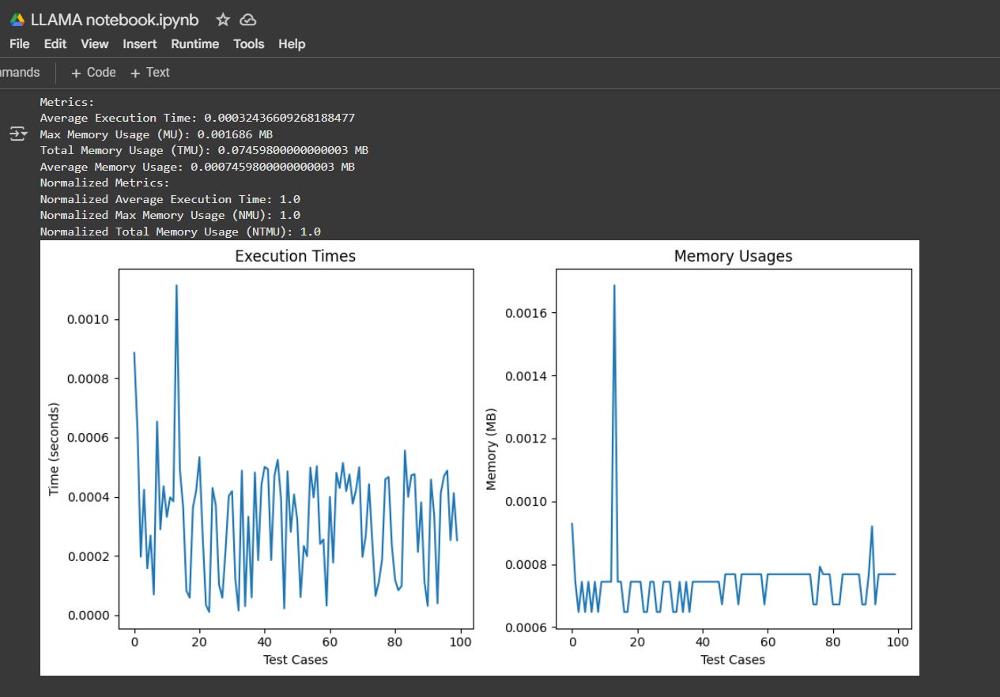 LLAMA notebook.ipynb
File Edit View Insert Runtime Tools Help
mmands + Code + Text
Metrics:
Average Execution Time: 0.00032436609268188477
Max Memory Usage (MU): 0.001686 MB
Total Memory Usage (TMU): 0.07459800000000003 MB
Average Memory Usage: 0.0007459800000000003 MB
Normalized Metrics:
Normalized Average Execution Time: 1.0
Normalized Max Memory Usage (NMU): 1.0
Normalized Total Memory Usage (NTMU): 1.0
Execution Times
Time (seconds)
0.0010
0.0008
0.0006
0.0004
0.0002
0.0000
0 20 40 60 80 100
Test Cases
Memory Usages
Memory (MB)
0.0016
0.0014
0.0012
0.0010
0.0008
0.0006
0 20 40 60 80 100
Test Cases